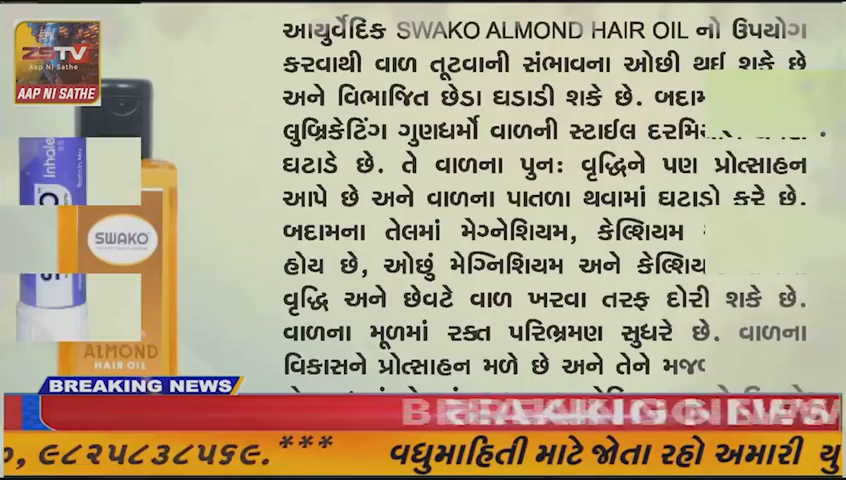 ZSTV
Aap Ni Sathe
AAP NI SATHE
આયુર્વેદિક SWAKO ALMOND HAIR OIL નો ઉપયોગ
કરવાથી વાળ તૂટવાની સંભાવના ઓછી થઈ શકે છે
અને વિભાજિત છેડા ઘડાડી શકે છે. બદામ
લુબ્રિકેટિંગ ગુણધર્મો વાળની સ્ટાઈલ
ઘટાડે છે. તે વાળના પુનઃ વૃદ્ધિને પણ પ્રોત્સાહન
આપે છે અને વાળના પાતળા થવામાં ઘટાડો કરે છે.
બદામના તેલમાં મેગ્નેશિયમ, કેલ્શિયમ
હોય છે, ઓછું મેગ્નિશિયમ અને
વૃદ્ધિ અને છેવટે વાળ ખરવા તરફ દોરી શકે છે.
વાળના મૂળમાં રક્ત પરિભ્રમણ સુધરે છે. વાળના
વિકાસને પ્રોત્સાહન મળે છે અને તેને
Inhale
SWAKO
ALMOND
HAIR OIL
BREAKING NEWS
BREAKING NEWS
૯૮૨૫૮૩૮૫૬૯.*** વધુમાહિતી માટે જોતા રહો અમારી